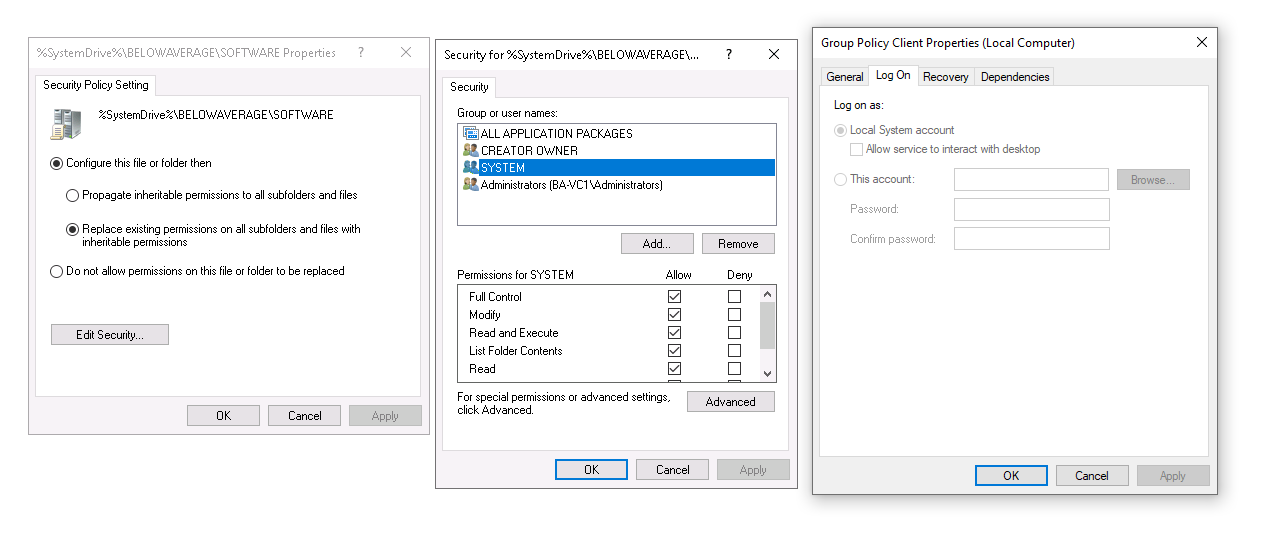 %SystemDrive%\BELOWAVERAGE\SOFTWARE Properties
Security Policy Setting
%SystemDrive%\BELOWAVERAGE\SOFTWARE
Configure this file or folder then
Propagate inheritable permissions to all subfolders and files
Replace existing permissions on all subfolders and files with
inheritable permissions
Do not allow permissions on this file or folder to be replaced
Edit Security...
OK Cancel Apply
Security for %SystemDrive%\BELOWAVERAGE\...
Security
Group or user names:
ALL APPLICATION PACKAGES
CREATOR OWNER
SYSTEM
Administrators (BA-VC1\Administrators)
Add... Remove
Permissions for SYSTEM Allow Deny
Full Control
Modify
Read and Execute
List Folder Contents
Read
For special permissions or advanced settings,
click Advanced.
Advanced
OK Cancel Apply
Group Policy Client Properties (Local Computer)
General Log On Recovery Dependencies
Log on as:
Local System account
Allow service to interact with desktop
This account: Browse...
Password:
Confirm password:
OK Cancel Apply